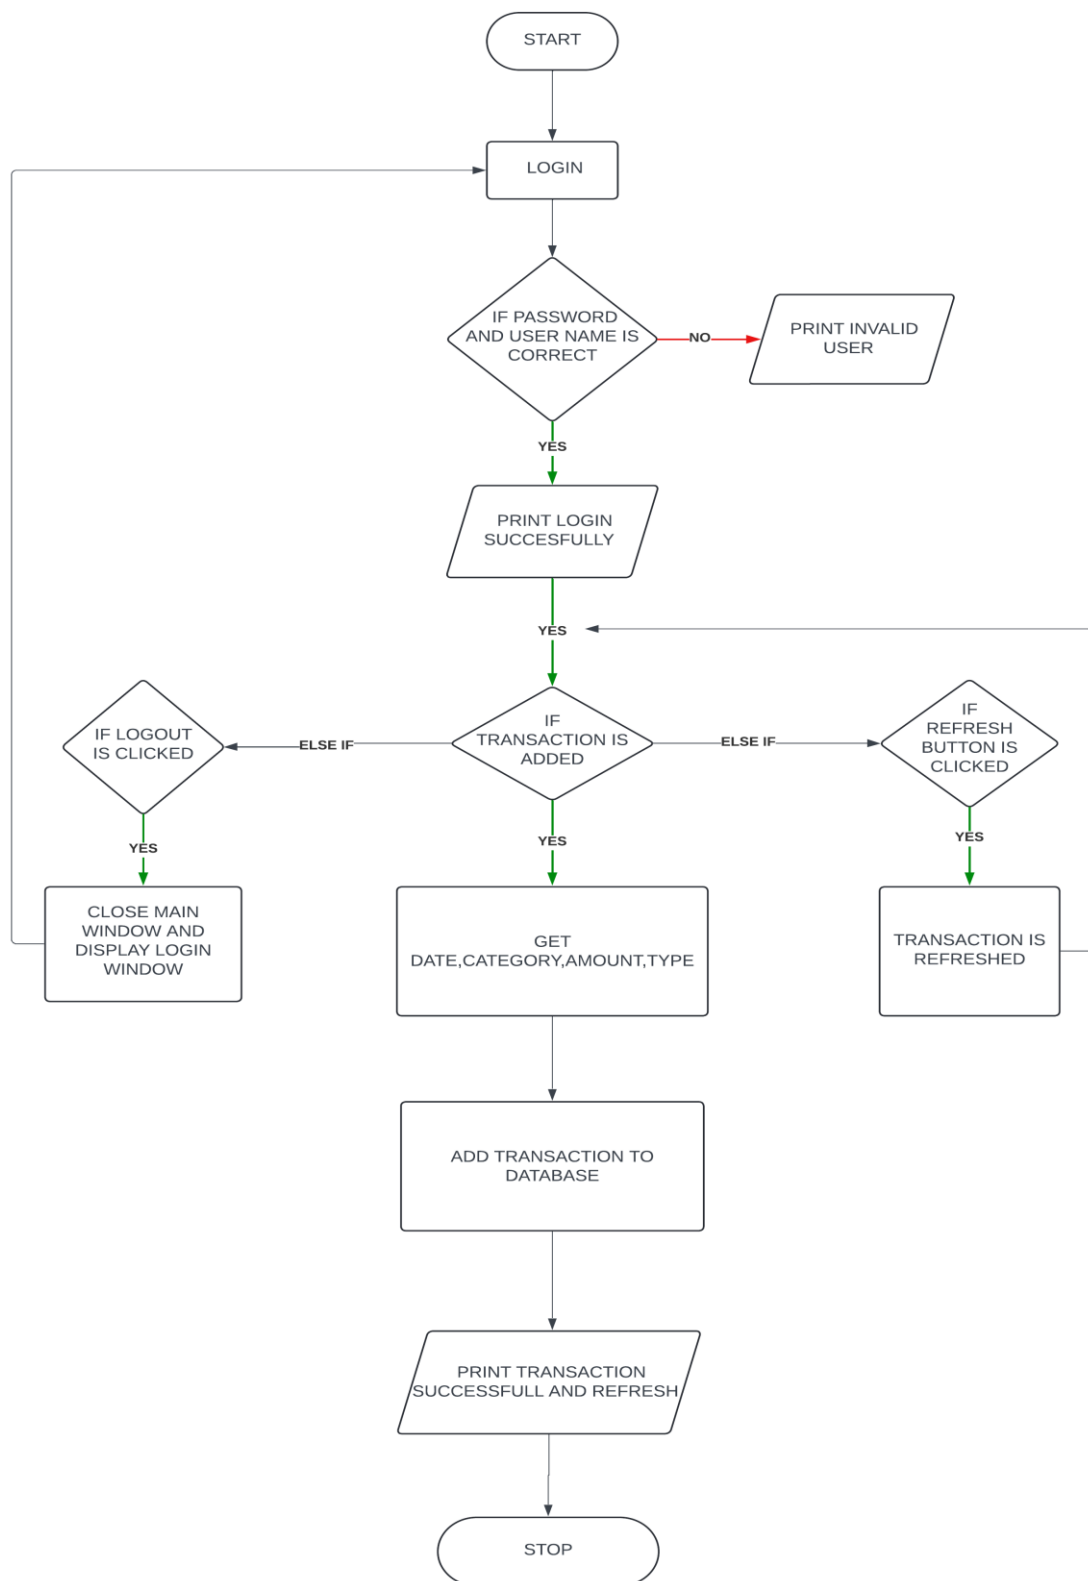 START
LOGIN
IF PASSWORD
AND USER NAME IS
CORRECT
NO
PRINT INVALID
USER
YES
PRINT LOGIN
SUCCESFULLY
YES
IF LOGOUT
IS CLICKED
ELSE IF
IF
TRANSACTION IS
ADDED
ELSE IF
IF
REFRESH
BUTTON IS
CLICKED
YES
YES
YES
CLOSE MAIN
WINDOW AND
DISPLAY LOGIN
WINDOW
GET
DATE,CATEGORY,AMOUNT,TYPE
TRANSACTION IS
REFRESHED
ADD TRANSACTION TO
DATABASE
PRINT TRANSACTION
SUCCESSFULL AND REFRESH
STOP